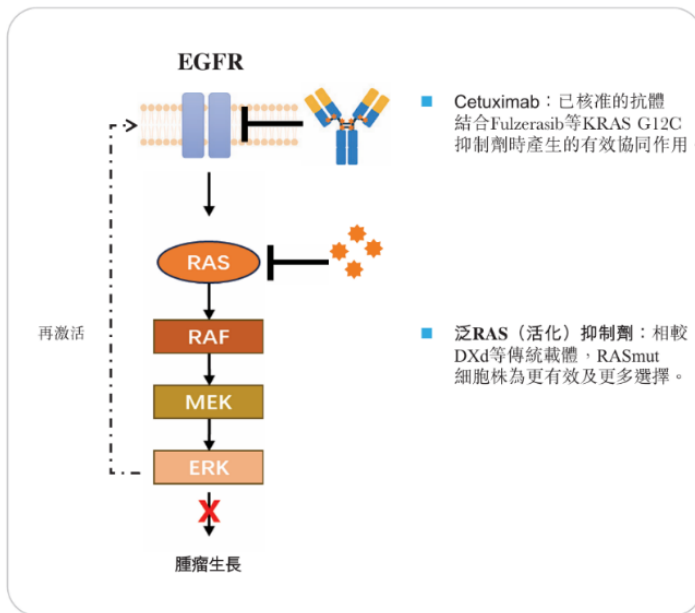 EGFR
■ Cetuximab：已核准的抗體
結合Fulzerasib等KRAS G12C
抑制劑時產生的有效協同作用。
RAS
再激活
RAF
■ 泛RAS（活化）抑制劑：相較
DXd等傳統載體，RASmut
細胞株為更有效及更多選擇。
MEK
ERK
X
腫瘤生長